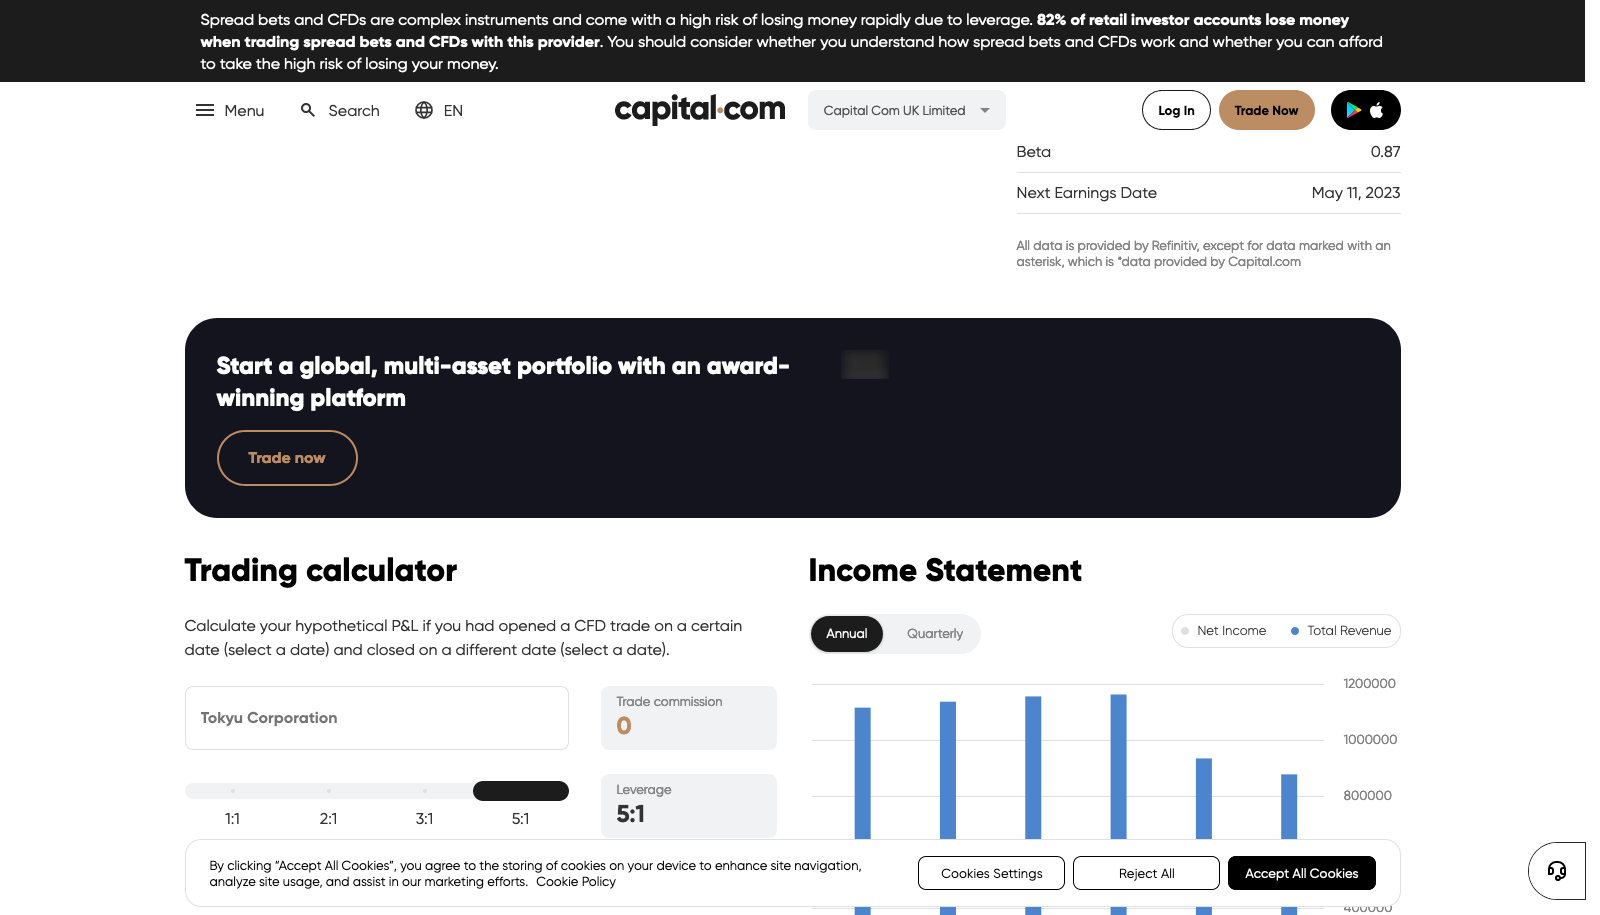 Spread bets and CFDs are complex instruments and come with a high risk of losing money rapidly due to leverage. 82% of retail investor accounts lose money
when trading spread bets and CFDs with this provider. You should consider whether you understand how spread bets and CFDs work and whether you can afford
to take the high risk of losing your money.
Menu Search EN capital.com Capital Com UK Limited Log In Trade Now
Beta 0.87
Next Earnings Date May 11, 2023
All data is provided by Refinitiv, except for data marked with an
asterisk, which is *data provided by Capital.com
Start a global, multi-asset portfolio with an award-
winning platform
Trade now
Trading calculator
Calculate your hypothetical P&L if you had opened a CFD trade on a certain
date (select a date) and closed on a different date (select a date).
Tokyu Corporation
Trade commission
0
1:1 2:1 3:1 5:1
Leverage
5:1
Income Statement
Annual Quarterly
Net Income Total Revenue
1200000
1000000
800000
400000
By clicking “Accept All Cookies”, you agree to the storing of cookies on your device to enhance site navigation,
analyze site usage, and assist in our marketing efforts. Cookie Policy
Cookies Settings Reject All Accept All Cookies